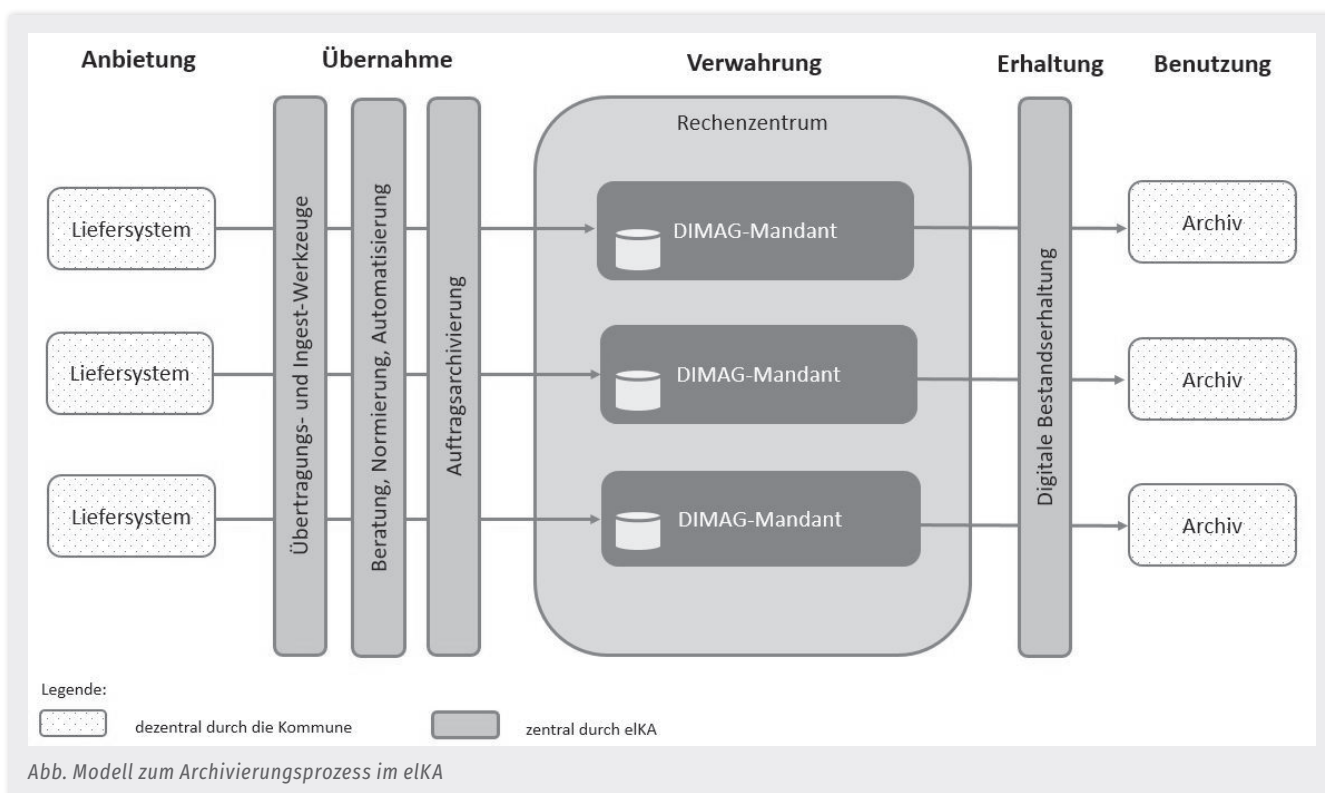 Anbietung
Übernahme
Verwahrung
Erhaltung
Benutzung
Rechenzentrum
Liefersystem
Liefersystem
Liefersystem
Übertragungs- und Ingest-Werkzeuge
Beratung, Normierung, Automatisierung
Auftragsarchivierung
DIMAG-Mandant
DIMAG-Mandant
DIMAG-Mandant
Digitale Bestandserhaltung
Archiv
Archiv
Archiv
Legende:
dezentral durch die Kommune
zentral durch elKA
Abb. Modell zum Archivierungsprozess im elKA